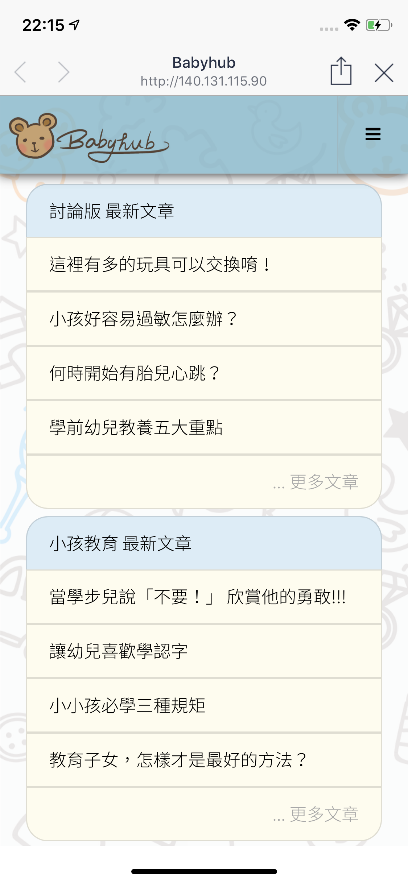 22:15
Babyhub
http://140.131.115.90
Babyhub
討論版 最新文章
這裡有多的玩具可以交換唷！
小孩好容易過敏怎麼辦？
何時開始有胎兒心跳？
學前幼兒教養五大重點
... 更多文章
小孩教育 最新文章
當學步兒說「不要！」 欣賞他的勇敢!!!
讓幼兒喜歡學認字
小小孩必學三種規矩
教育子女，怎樣才是最好的方法？
... 更多文章